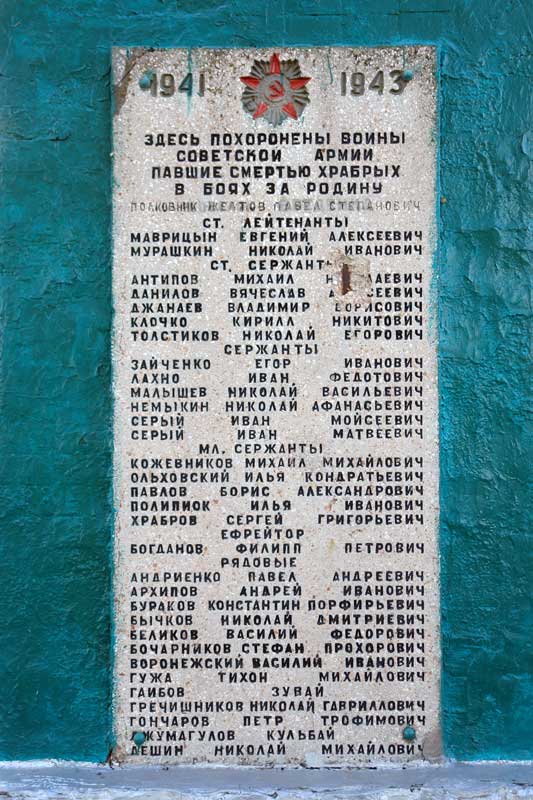 1941 1943
ЗДЕСЬ ПОХОРОНЕНЫ ВОИНЫ
СОВЕТСКОЙ АРМИИ
ПАВШИЕ СМЕРТЬЮ ХРАБРЫХ
В БОЯХ ЗА РОДИНУ
ПОЛКОВНИК ЖЕЛТОВ ПАВЕЛ СТЕПАНОВИЧ
СТ. ЛЕЙТЕНАНТЫ
МАВРИЦЫН ЕВГЕНИЙ АЛЕКСЕЕВИЧ
МУРАШКИН НИКОЛАЙ ИВАНОВИЧ
СТ. СЕРЖАНТЫ
АНТИПОВ МИХАИЛ
ДАНИЛОВ ВЯЧЕСЛАВ
ДЖАНАЕВ ВЛАДИМИР БОРИСОВИЧ
КЛОЧКО КИРИЛЛ НИКИТОВИЧ
ТОЛСТИКОВ НИКОЛАЙ ЕГОРОВИЧ
СЕРЖАНТЫ
ЗАЙЧЕНКО ЕГОР ИВАНОВИЧ
ЛАХНО ИВАН ФЕДОТОВИЧ
МАЛЫШЕВ НИКОЛАЙ ВАСИЛЬЕВИЧ
НЕМЫКИН НИКОЛАЙ АФАНАСЬЕВИЧ
СЕРЫЙ ИВАН МОЙСЕЕВИЧ
СЕРЫЙ ИВАН МАТВЕЕВИЧ
МЛ. СЕРЖАНТЫ
КОЖЕВНИКОВ МИХАИЛ МИХАЙЛОВИЧ
ОЛЬХОВСКИЙ ИЛЬЯ КОНДРАТЬЕВИЧ
ПАВЛОВ БОРИС АЛЕКСАНДРОВИЧ
ПОЛИПИОК ИЛЬЯ ИВАНОВИЧ
ХРАБРОВ СЕРГЕЙ ГРИГОРЬЕВИЧ
ЕФРЕЙТОР
БОГДАНОВ ФИЛИПП ПЕТРОВИЧ
РЯДОВЫЕ
АНДРИЕНКО ПАВЕЛ АНДРЕЕВИЧ
АРХИПОВ АНДРЕЙ ИВАНОВИЧ
БУРАКОВ КОНСТАНТИН ПОРФИРЬЕВИЧ
БЫЧКОВ НИКОЛАЙ ДМИТРИЕВИЧ
БЕЛИКОВ ВАСИЛИЙ ФЕДОРОВИЧ
БОЧАРНИКОВ СТЕФАН ПРОХОРОВИЧ
ВОРОНЕЖСКИЙ ВАСИЛИЙ ИВАНОВИЧ
ГУЖА ТИХОН МИХАЙЛОВИЧ
ГАИБОВ ЗУВАЙ
ГРЕЧИШНИКОВ НИКОЛАЙ ГАВРИЛЛОВИЧ
ГОНЧАРОВ ПЕТР ТРОФИМОВИЧ
ДЖУМАГУЛОВ КУЛЬБАЙ
ДЕШИН НИКОЛАЙ МИХАЙЛОВИЧ